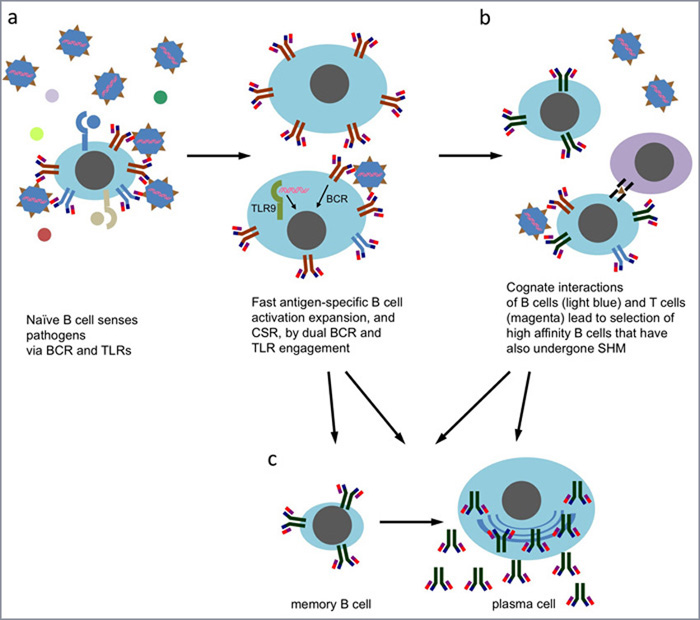 a
b
TLR9
BCR
Naïve B cell senses
pathogens
via BCR and TLRs
Fast antigen-specific B cell
activation expansion, and
CSR, by dual BCR and
TLR engagement
Cognate interactions
of B cells (light blue) and T cells
(magenta) lead to selection of
high affinity B cells that have
also undergone SHM
c
memory B cell
plasma cell